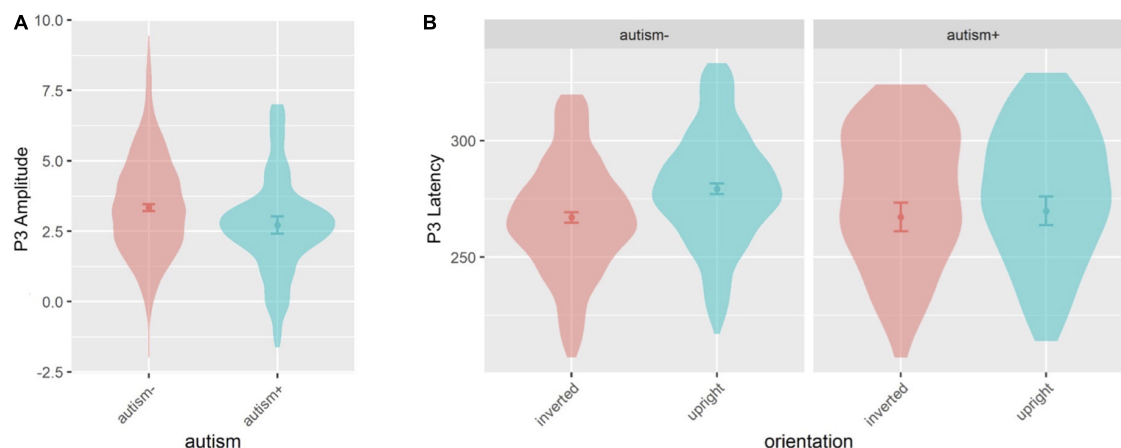 A
P3 Amplitude
10.0
7.5
5.0
2.5
0.0
-2.5
autism-
autism+
autism
B
P3 Latency
300
250
autism-
autism+
inverted
upright
inverted
upright
orientation